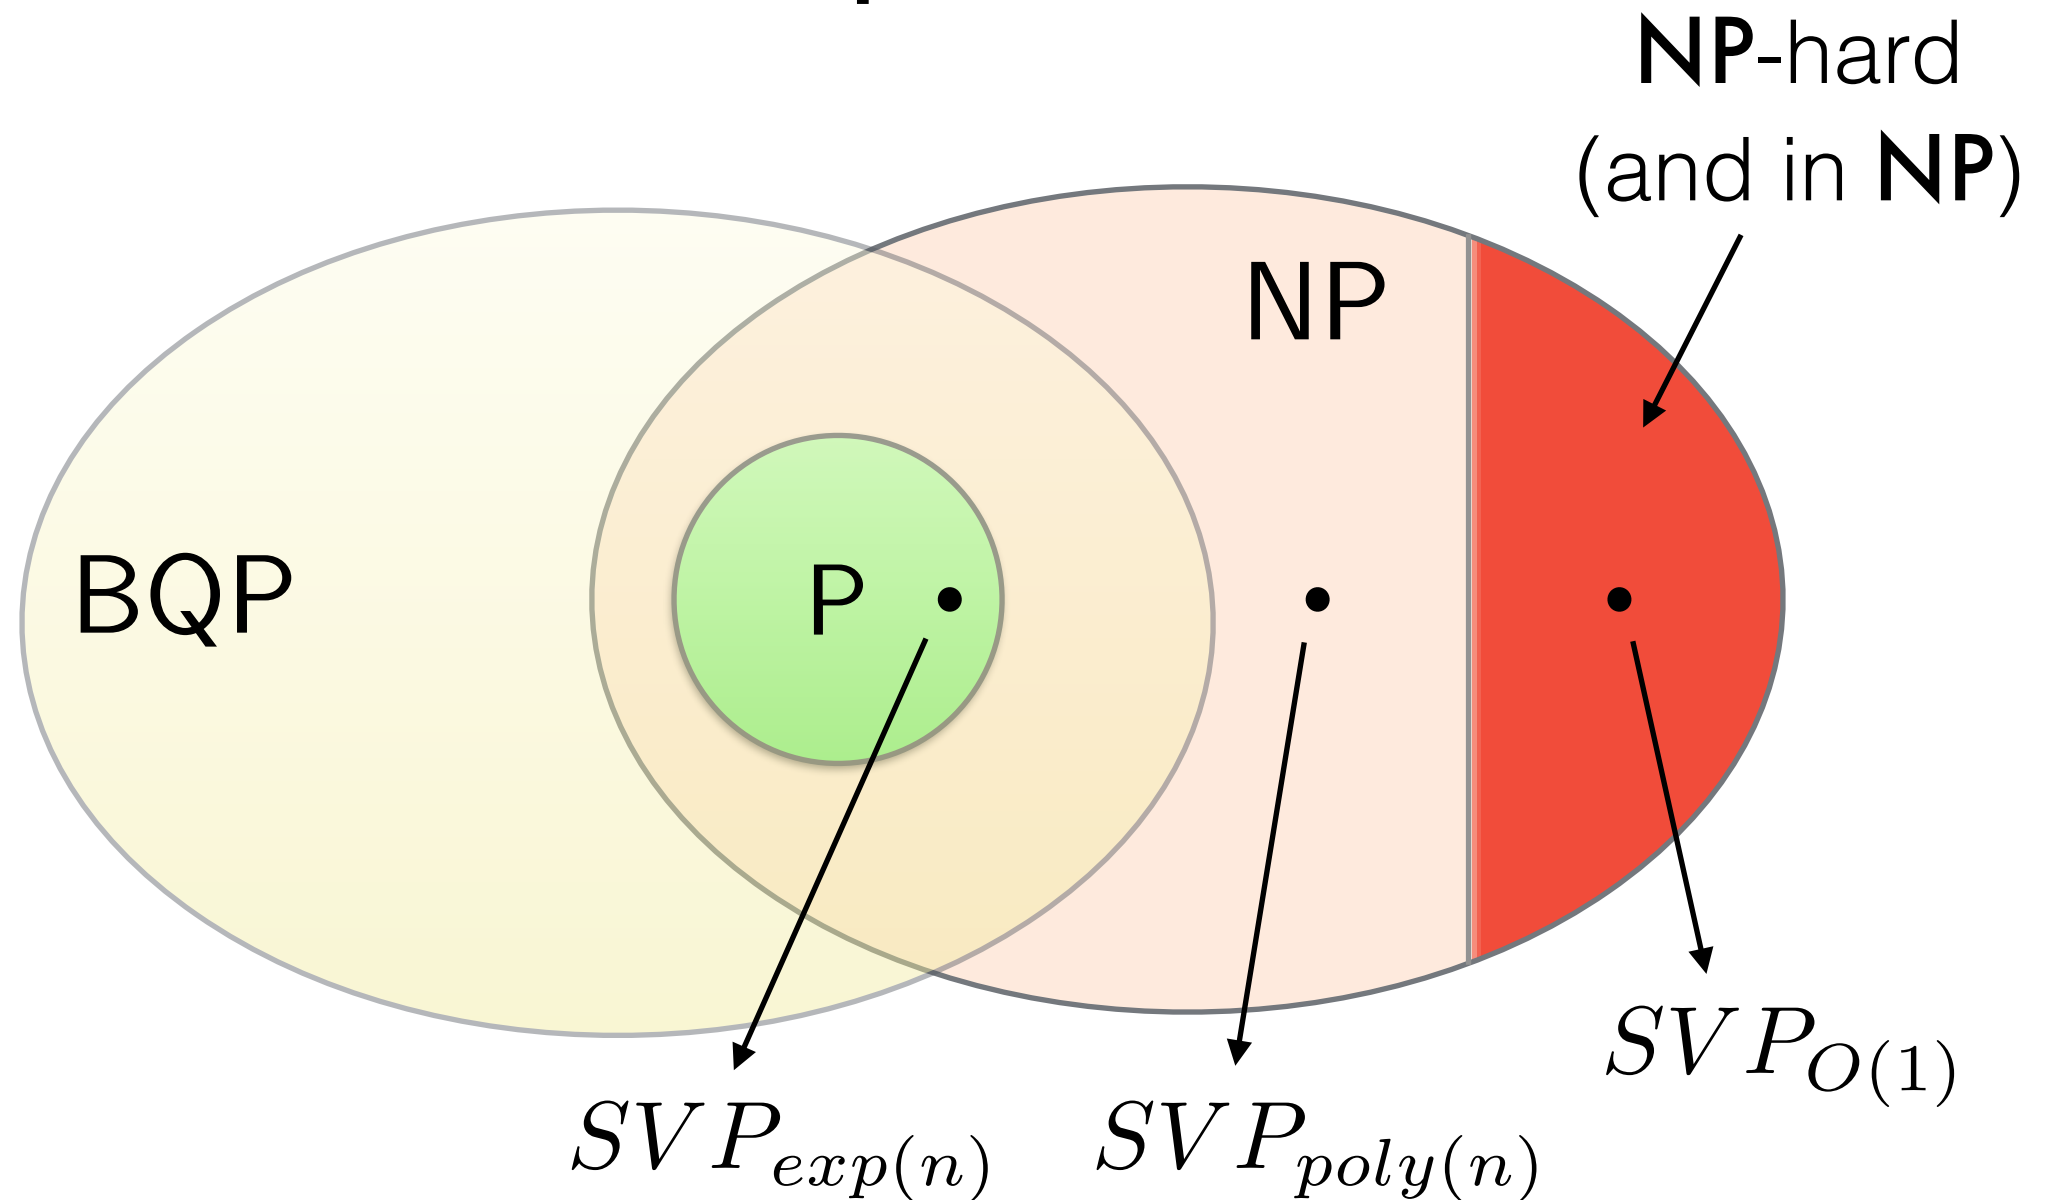 NP-hard
(and in NP)
NP
BQP
P
SVP_{O(1)}
SVP_{exp(n)}
SVP_{poly(n)}